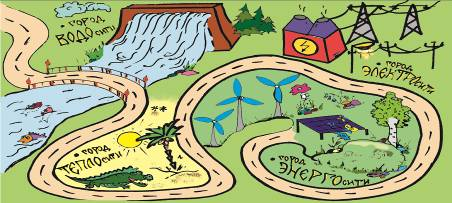 • ГОРОД
ВОДОСИТИ
• ГОРОД
ЭЛЕКТРОСИТИ
• ГОРОД
ТЕПЛОСИТИ
• ГОРОД
ЭНЕРГОСИТИ